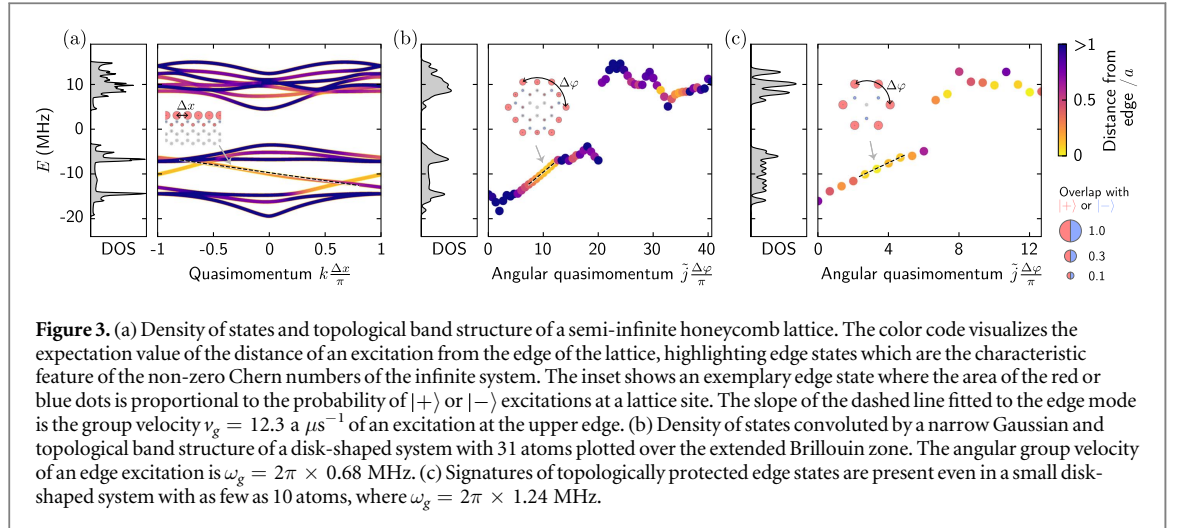 (a)
(b)
(c)
E (MHz)
10
0
-10
-20
DOS
Δx
-1
-0.5
0
0.5
1
Quasimomentum k Δx/π
DOS
Δφ
0
10
20
30
40
Angular quasimomentum j̃ Δφ/π
DOS
Δφ
0
4
8
12
Angular quasimomentum j̃ Δφ/π
>1
0.5
0
Distance from
edge / a
Overlap with
|+⟩ or |−⟩
1.0
0.3
0.1
Figure 3. (a) Density of states and topological band structure of a semi-infinite honeycomb lattice. The color code visualizes the
expectation value of the distance of an excitation from the edge of the lattice, highlighting edge states which are the characteristic
feature of the non-zero Chern numbers of the infinite system. The inset shows an exemplary edge state where the area of the red or
blue dots is proportional to the probability of |+⟩ or |−⟩ excitations at a lattice site. The slope of the dashed line fitted to the edge mode
is the group velocity v_g = 12.3 a μs⁻¹ of an excitation at the upper edge. (b) Density of states convoluted by a narrow Gaussian and
topological band structure of a disk-shaped system with 31 atoms plotted over the extended Brillouin zone. The angular group velocity
of an edge excitation is ω_g = 2π × 0.68 MHz. (c) Signatures of topologically protected edge states are present even in a small disk-
shaped system with as few as 10 atoms, where ω_g = 2π × 1.24 MHz.